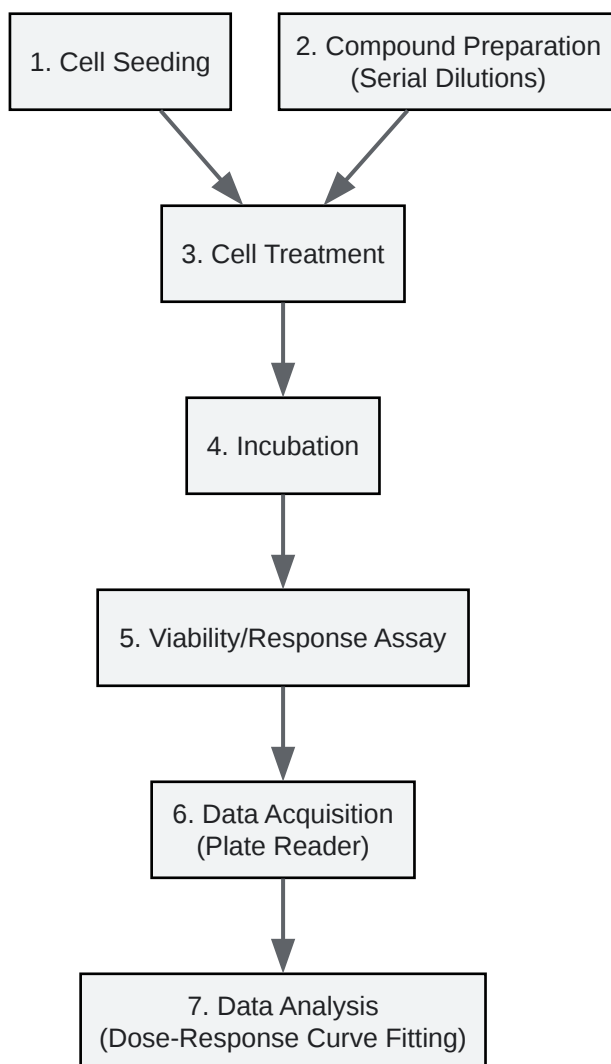 1. Cell Seeding
2. Compound Preparation
(Serial Dilutions)
3. Cell Treatment
4. Incubation
5. Viability/Response Assay
6. Data Acquisition
(Plate Reader)
7. Data Analysis
(Dose-Response Curve Fitting)